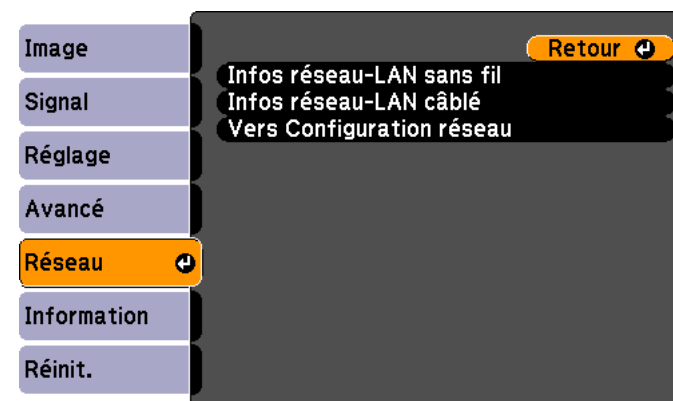 Image
Signal
Réglage
Avancé
Réseau
Information
Réinit.
Retour
Infos réseau-LAN sans fil
Infos réseau-LAN câblé
Vers Configuration réseau